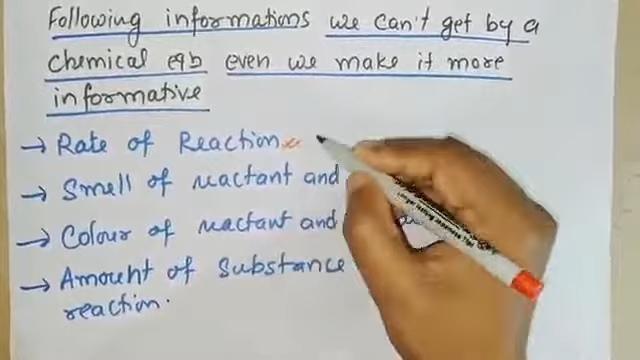 Following informations we can't get by a
chemical eqb even we make it more
informative
→ Rate of Reaction x
→ Smell of reactant and
→ Colour of reactant and
→ Amount of Substance
reaction.